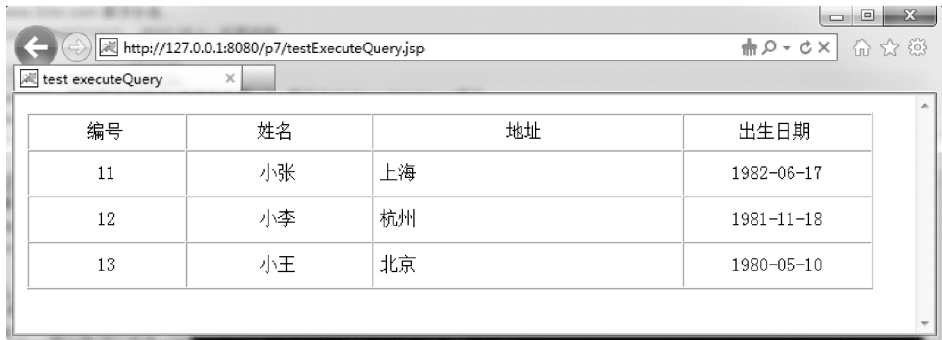 http://127.0.0.1:8080/p7/testExecuteQuery.jsp
test executeQuery
编号 姓名 地址 出生日期
11 小张 上海 1982-06-17
12 小李 杭州 1981-11-18
13 小王 北京 1980-05-10